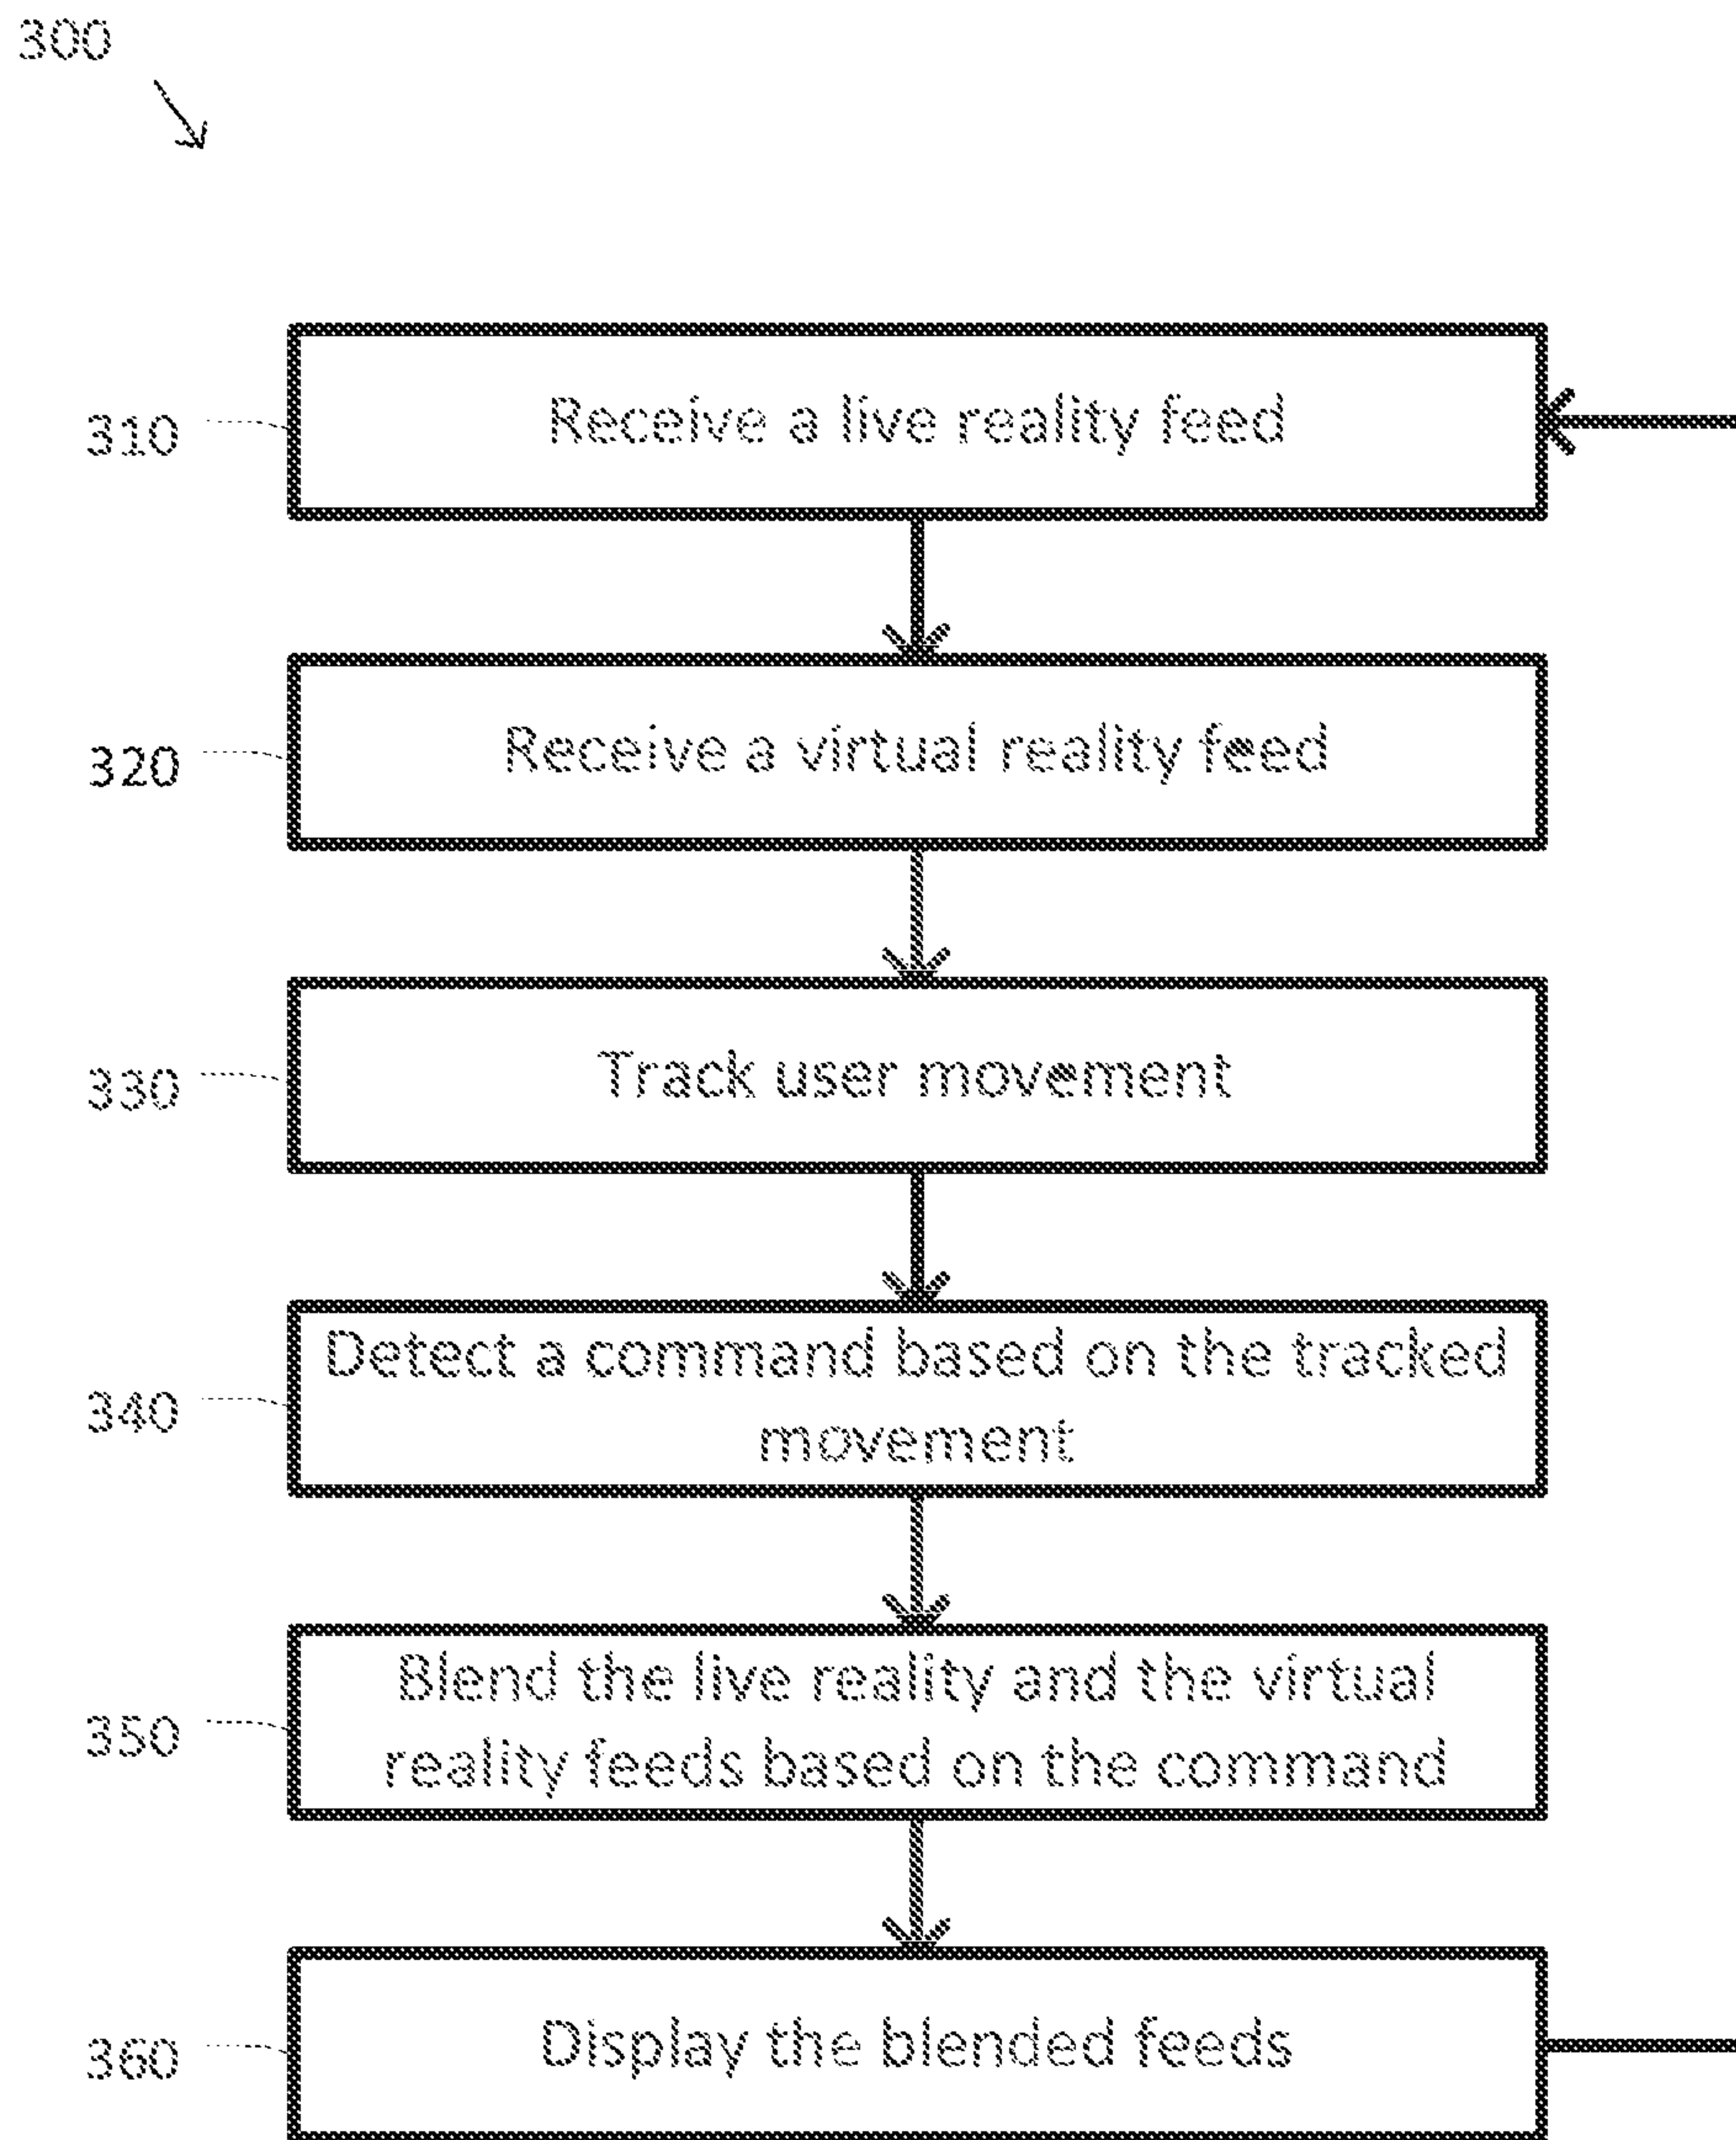 300
310
Receive a live reality feed
320
Receive a virtual reality feed
330
Track user movement
340
Detect a command based on the tracked
movement
350
Blend the live reality and the virtual
reality feeds based on the command
360
Display the blended feeds